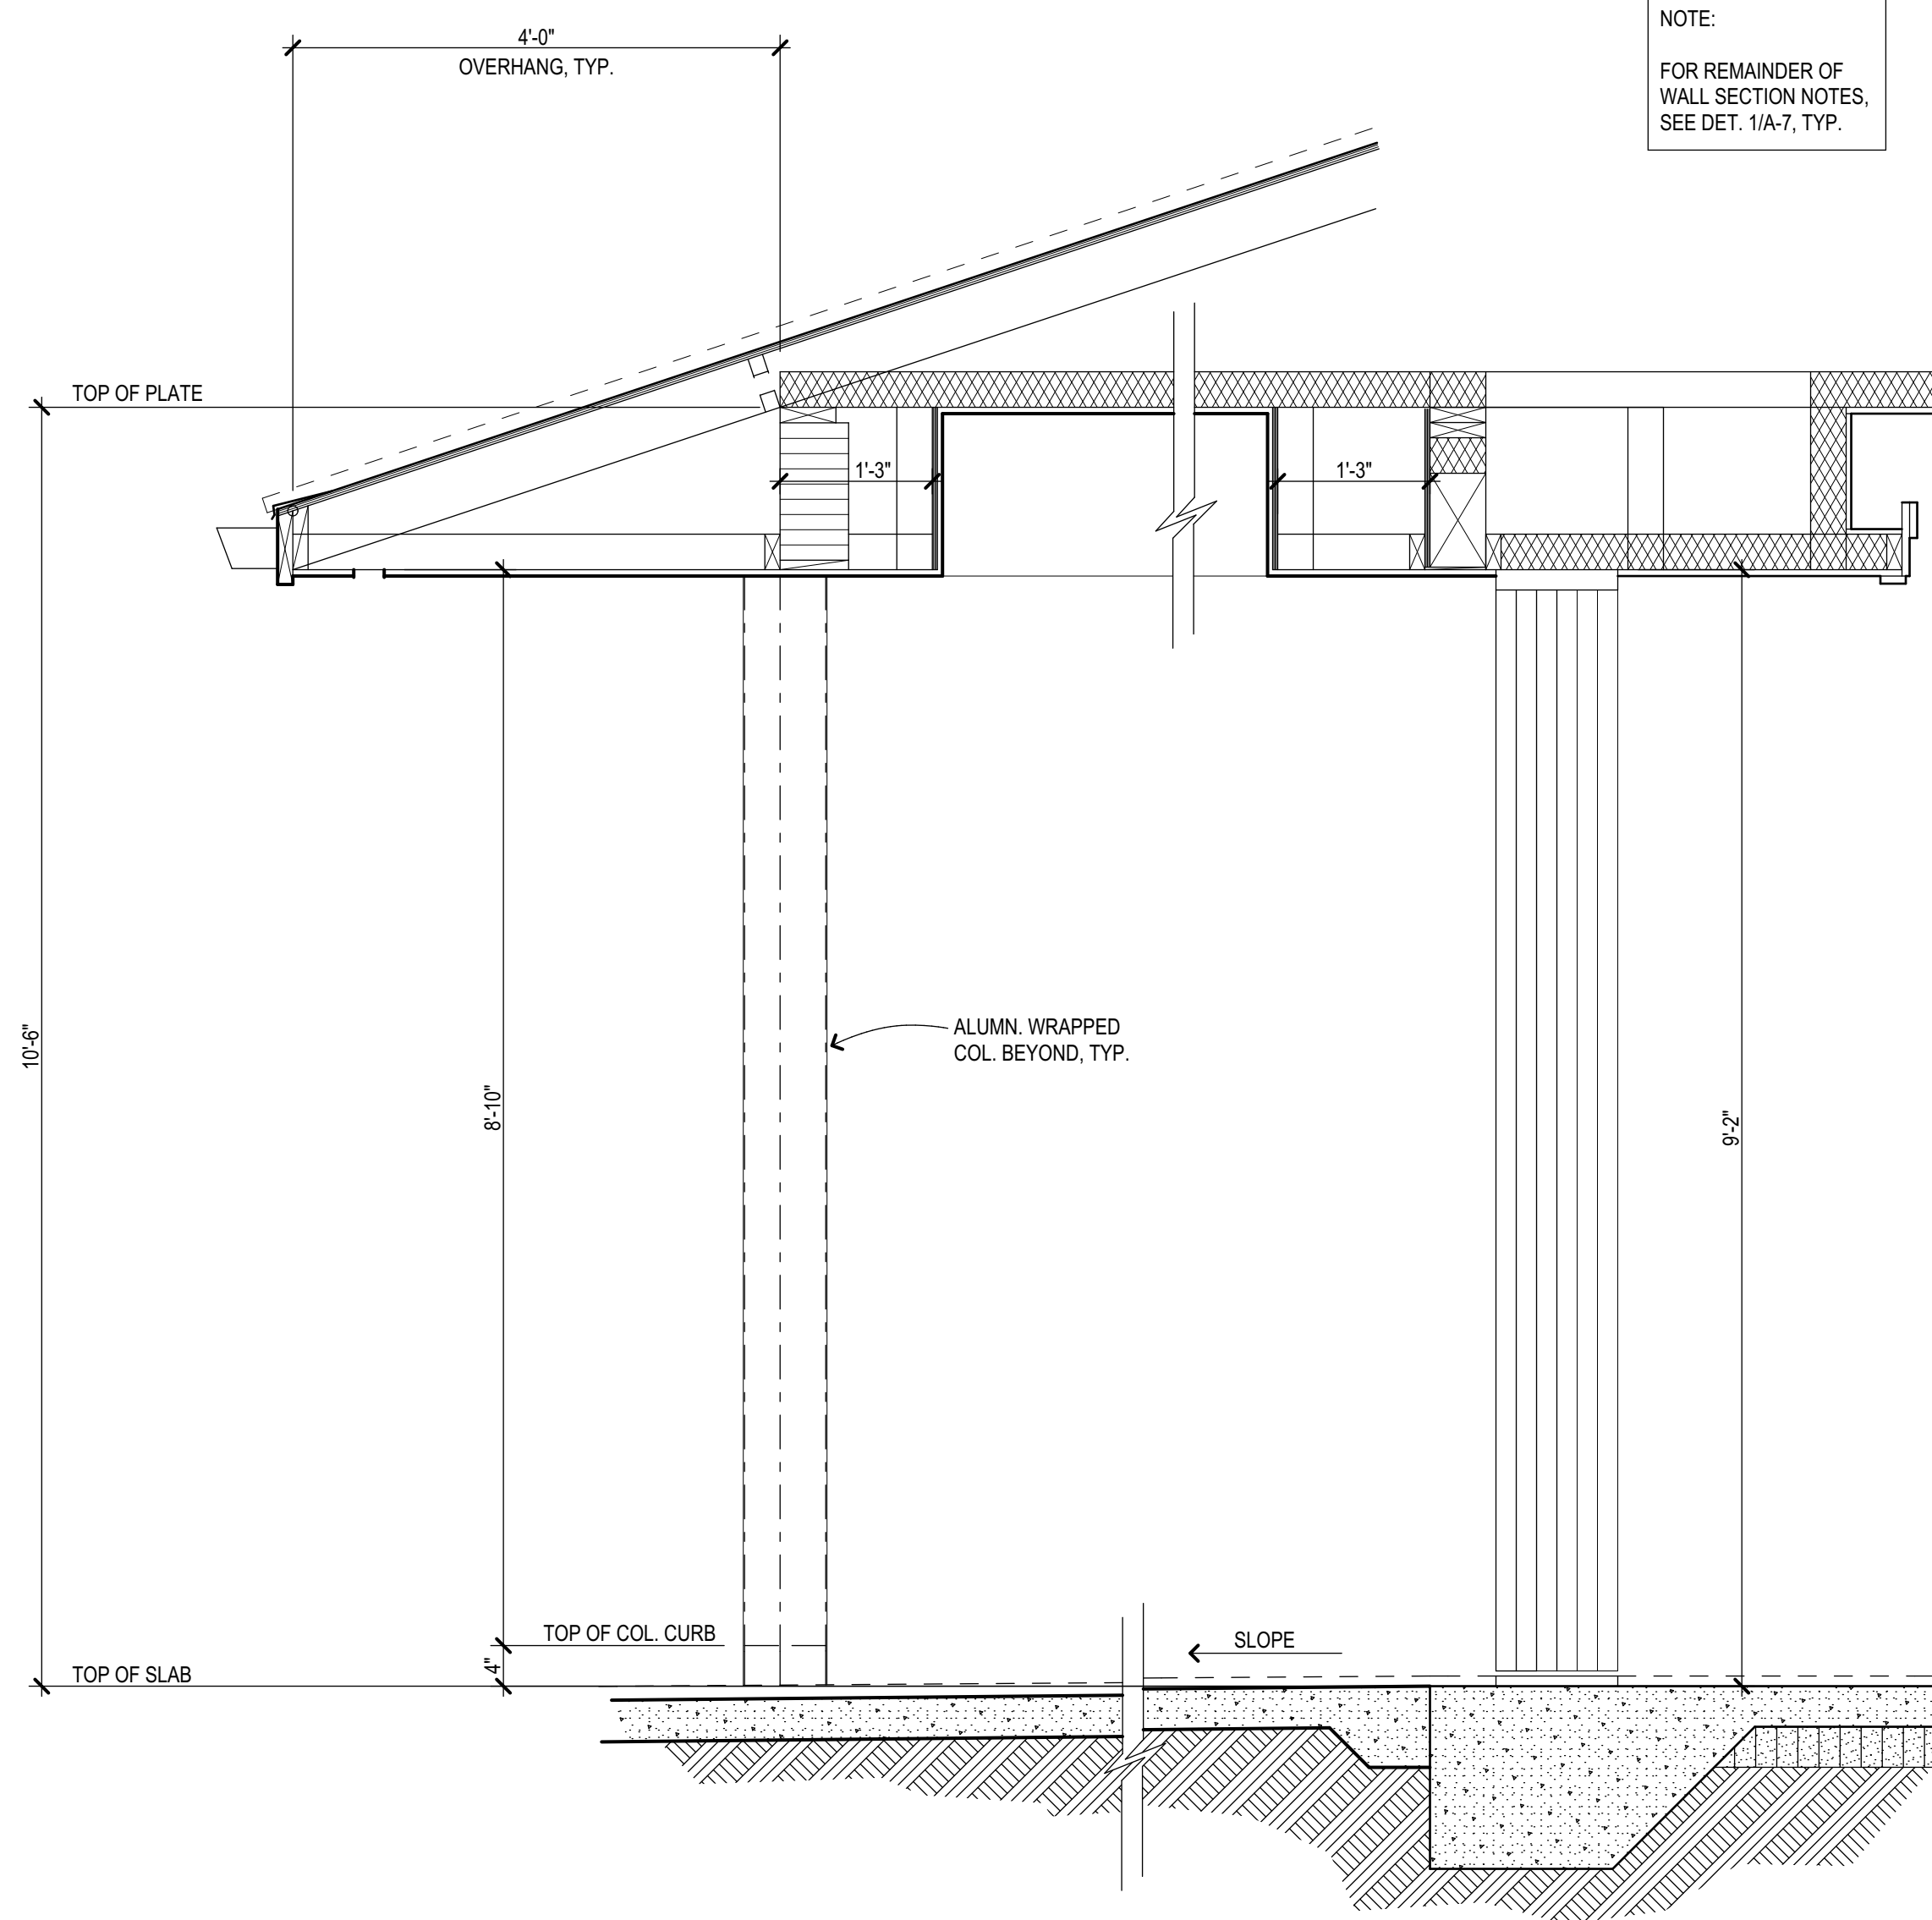 NOTE:
FOR REMAINDER OF
WALL SECTION NOTES,
SEE DET. 1/A-7, TYP.
4'-0"
OVERHANG, TYP.
TOP OF PLATE
1'-3"
1'-3"
ALUMN. WRAPPED
COL. BEYOND, TYP.
10'-6"
8'-10"
9'-2"
TOP OF COL. CURB
SLOPE
4"
TOP OF SLAB